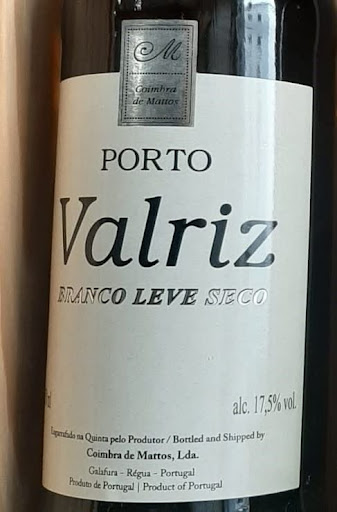 M
Coimbra
de Mattos
PORTO
Valriz
BRANCO LEVE SECO
alc. 17,5% vol.
Engarrafado na Quinta pelo Produtor / Bottled and Shipped by
Coimbra de Mattos, Lda.
Galafura - Régua - Portugal
Produto de Portugal | Product of Portugal